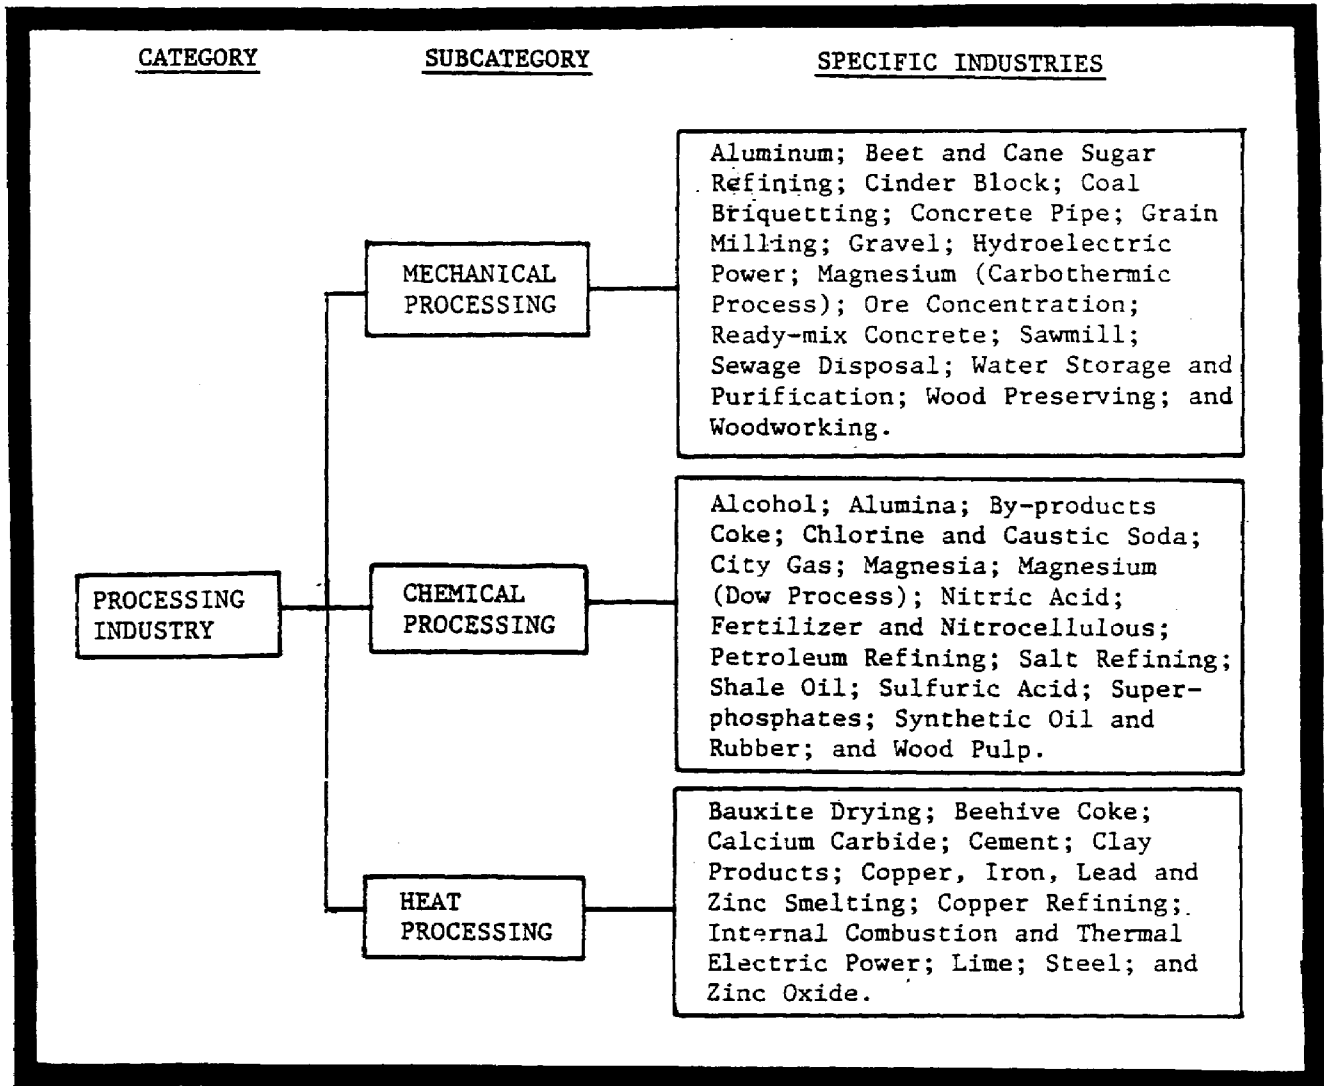 CATEGORY SUBCATEGORY SPECIFIC INDUSTRIES
PROCESSING
INDUSTRY
MECHANICAL
PROCESSING
Aluminum; Beet and Cane Sugar
Refining; Cinder Block; Coal
Briquetting; Concrete Pipe; Grain
Milling; Gravel; Hydroelectric
Power; Magnesium (Carbothermic
Process); Ore Concentration;
Ready-mix Concrete; Sawmill;
Sewage Disposal; Water Storage and
Purification; Wood Preserving; and
Woodworking.
CHEMICAL
PROCESSING
Alcohol; Alumina; By-products
Coke; Chlorine and Caustic Soda;
City Gas; Magnesia; Magnesium
(Dow Process); Nitric Acid;
Fertilizer and Nitrocellulous;
Petroleum Refining; Salt Refining;
Shale Oil; Sulfuric Acid; Super-
phosphates; Synthetic Oil and
Rubber; and Wood Pulp.
HEAT
PROCESSING
Bauxite Drying; Beehive Coke;
Calcium Carbide; Cement; Clay
Products; Copper, Iron, Lead and
Zinc Smelting; Copper Refining;
Internal Combustion and Thermal
Electric Power; Lime; Steel; and
Zinc Oxide.